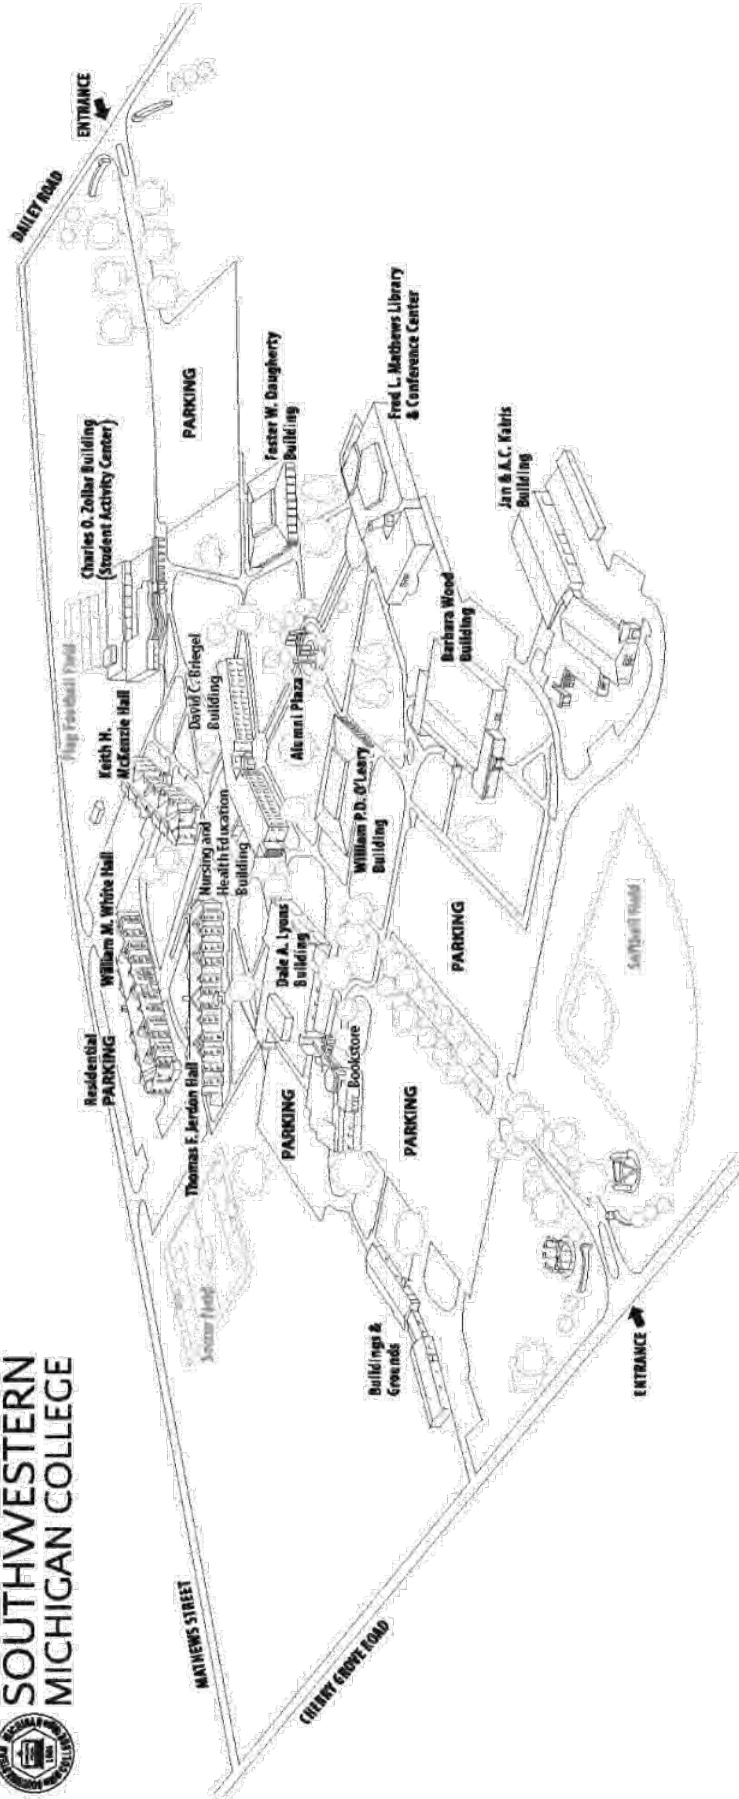 SOUTHWESTERN
MICHIGAN COLLEGE
MATHEWS STREET
CHERRY GROVE ROAD
Soccer Field
Buildings &
Grounds
ENTRANCE
Residential
PARKING
William M. White Hall
Thomas F. Jerdon Hall
PARKING
PARKING
Bookstore
Dale A. Lyons
Building
Nursing and
Health Education
Building
Keith H.
McKenzie Hall
Flag Football Field
David C. Briegel
Building
Alumni Plaza
William P.D. O'Leary
Building
PARKING
Softball Field
Charles O. Zollar Building
(Student Activity Center)
PARKING
Foster W. Daugherty
Building
Fred L. Mathews Library
& Conference Center
Barbara Wood
Building
Jan & A.C. Kairis
Building
DAILEY ROAD
ENTRANCE